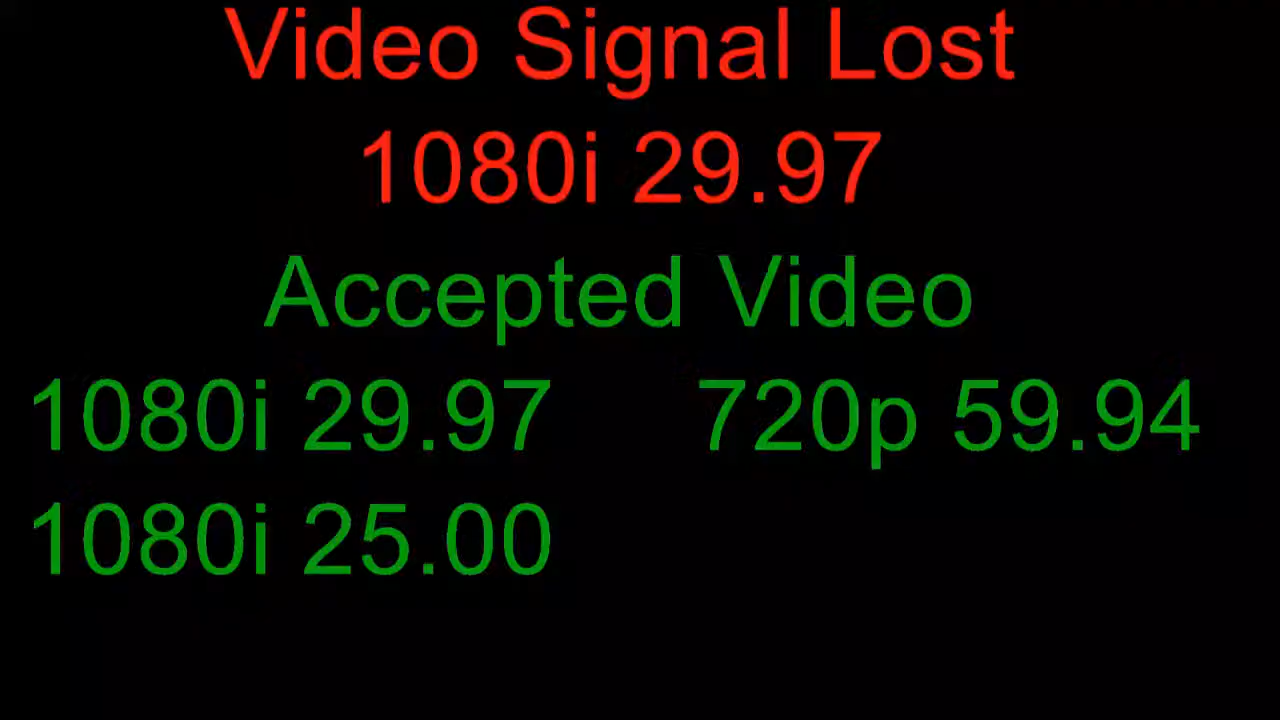 Video Signal Lost
1080i 29.97
Accepted Video
1080i 29.97 720p 59.94
1080i 25.00